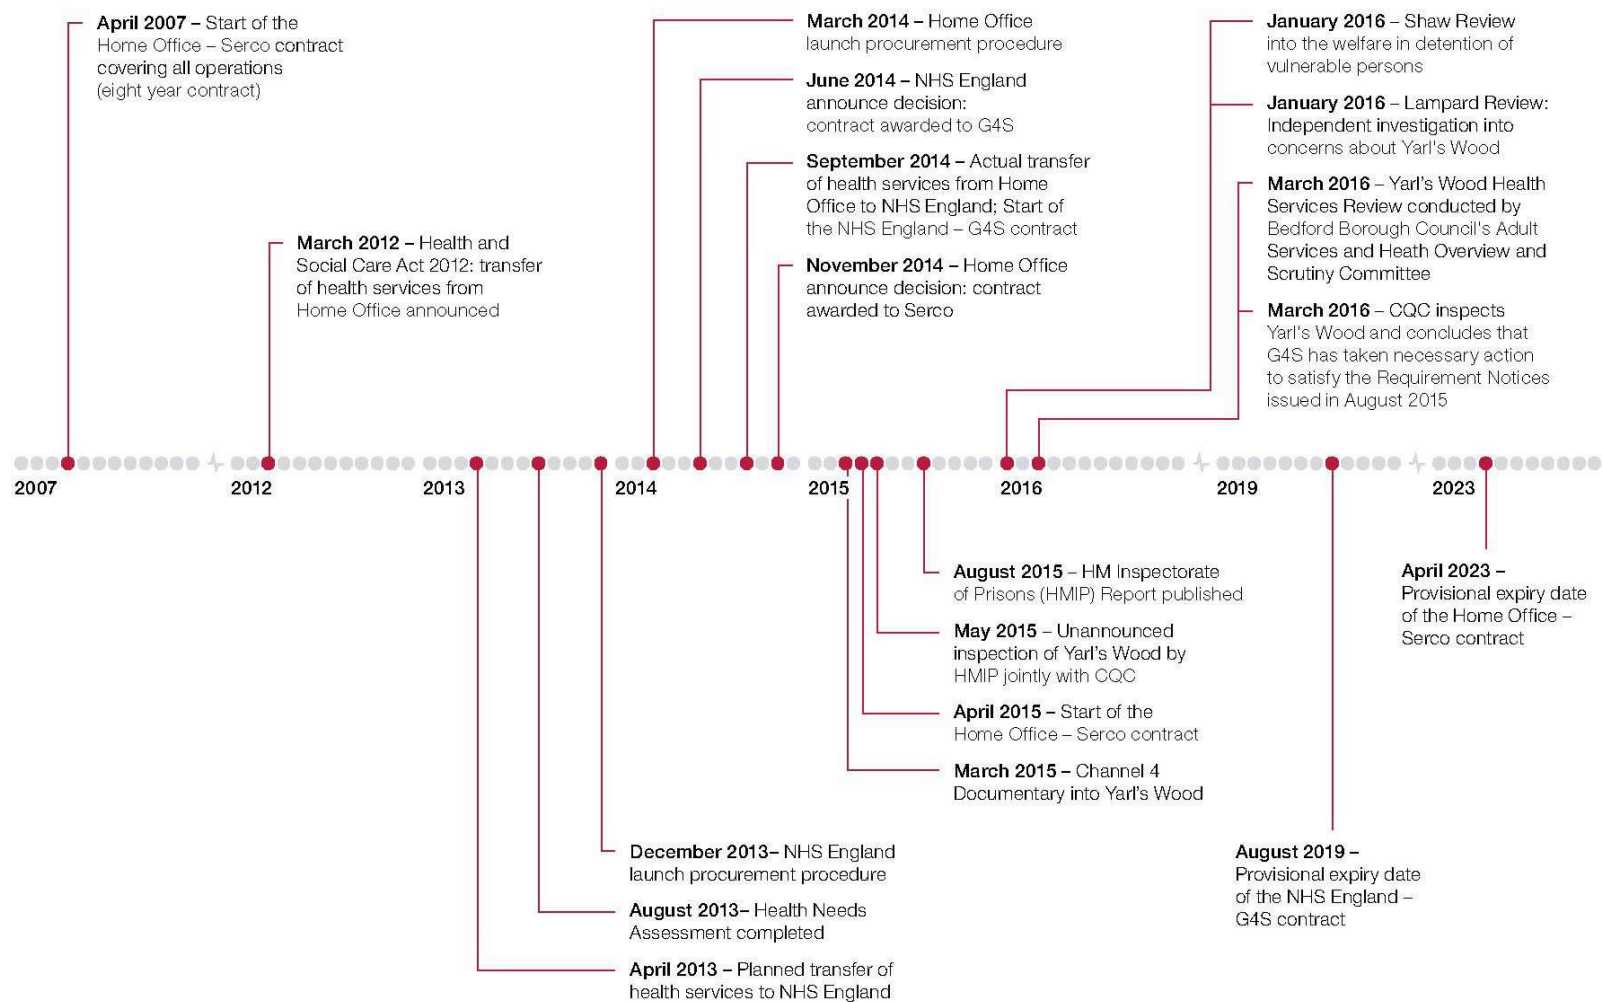 April 2007 – Start of the
Home Office – Serco contract
covering all operations
(eight year contract)
March 2012 – Health and
Social Care Act 2012: transfer
of health services from
Home Office announced
March 2014 – Home Office
launch procurement procedure
June 2014 – NHS England
announce decision:
contract awarded to G4S
September 2014 – Actual transfer
of health services from Home
Office to NHS England; Start of
the NHS England – G4S contract
November 2014 – Home Office
announce decision: contract
awarded to Serco
January 2016 – Shaw Review
into the welfare in detention of
vulnerable persons
January 2016 – Lampard Review:
Independent investigation into
concerns about Yarl's Wood
March 2016 – Yarl's Wood Health
Services Review conducted by
Bedford Borough Council's Adult
Services and Heath Overview and
Scrutiny Committee
March 2016 – CQC inspects
Yarl's Wood and concludes that
G4S has taken necessary action
to satisfy the Requirement Notices
issued in August 2015
2007 2012 2013 2014 2015 2016 2019 2023
August 2015 – HM Inspectorate
of Prisons (HMIP) Report published
May 2015 – Unannounced
inspection of Yarl's Wood by
HMIP jointly with CQC
April 2015 – Start of the
Home Office – Serco contract
March 2015 – Channel 4
Documentary into Yarl's Wood
December 2013– NHS England
launch procurement procedure
August 2013– Health Needs
Assessment completed
April 2013 – Planned transfer of
health services to NHS England
August 2019 –
Provisional expiry date
of the NHS England –
G4S contract
April 2023 –
Provisional expiry date
of the Home Office –
Serco contract